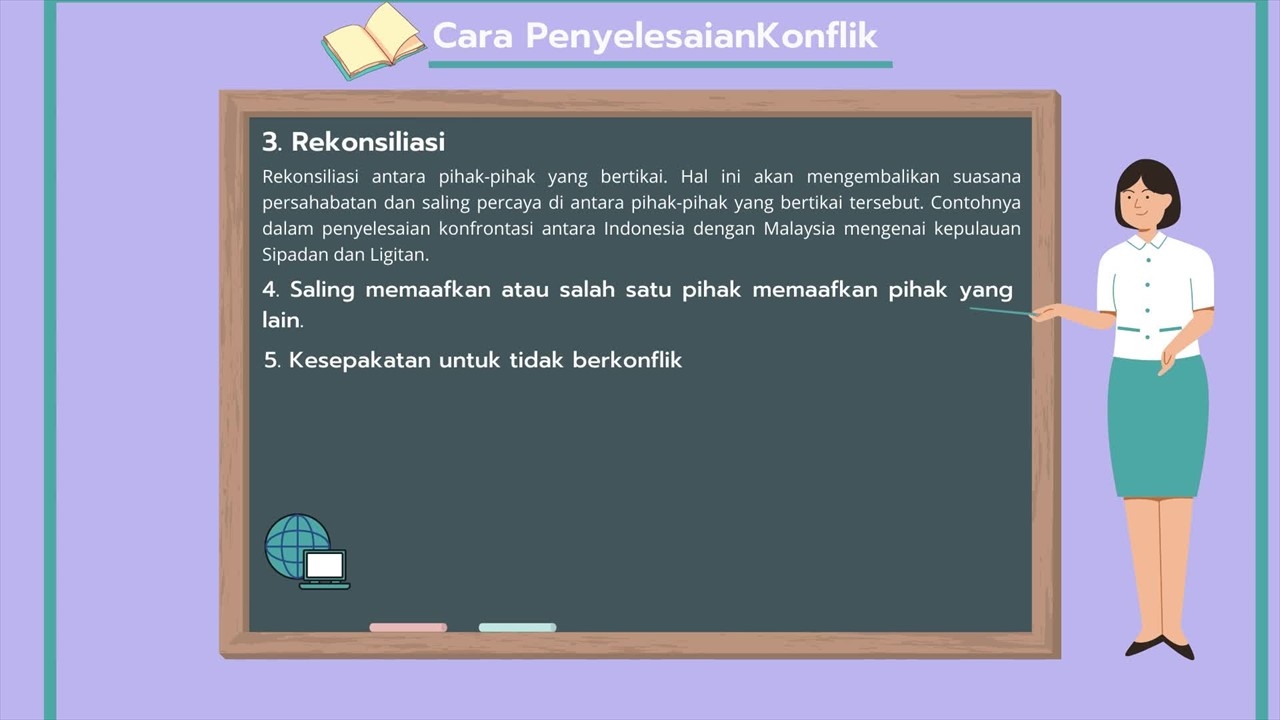 Cara PenyelesaianKonflik
3. Rekonsiliasi
Rekonsiliasi antara pihak-pihak yang bertikai. Hal ini akan mengembalikan suasana
persahabatan dan saling percaya di antara pihak-pihak yang bertikai tersebut. Contohnya
dalam penyelesaian konfrontasi antara Indonesia dengan Malaysia mengenai kepulauan
Sipadan dan Ligitan.
4. Saling memaafkan atau salah satu pihak memaafkan pihak yang
lain.
5. Kesepakatan untuk tidak berkonflik